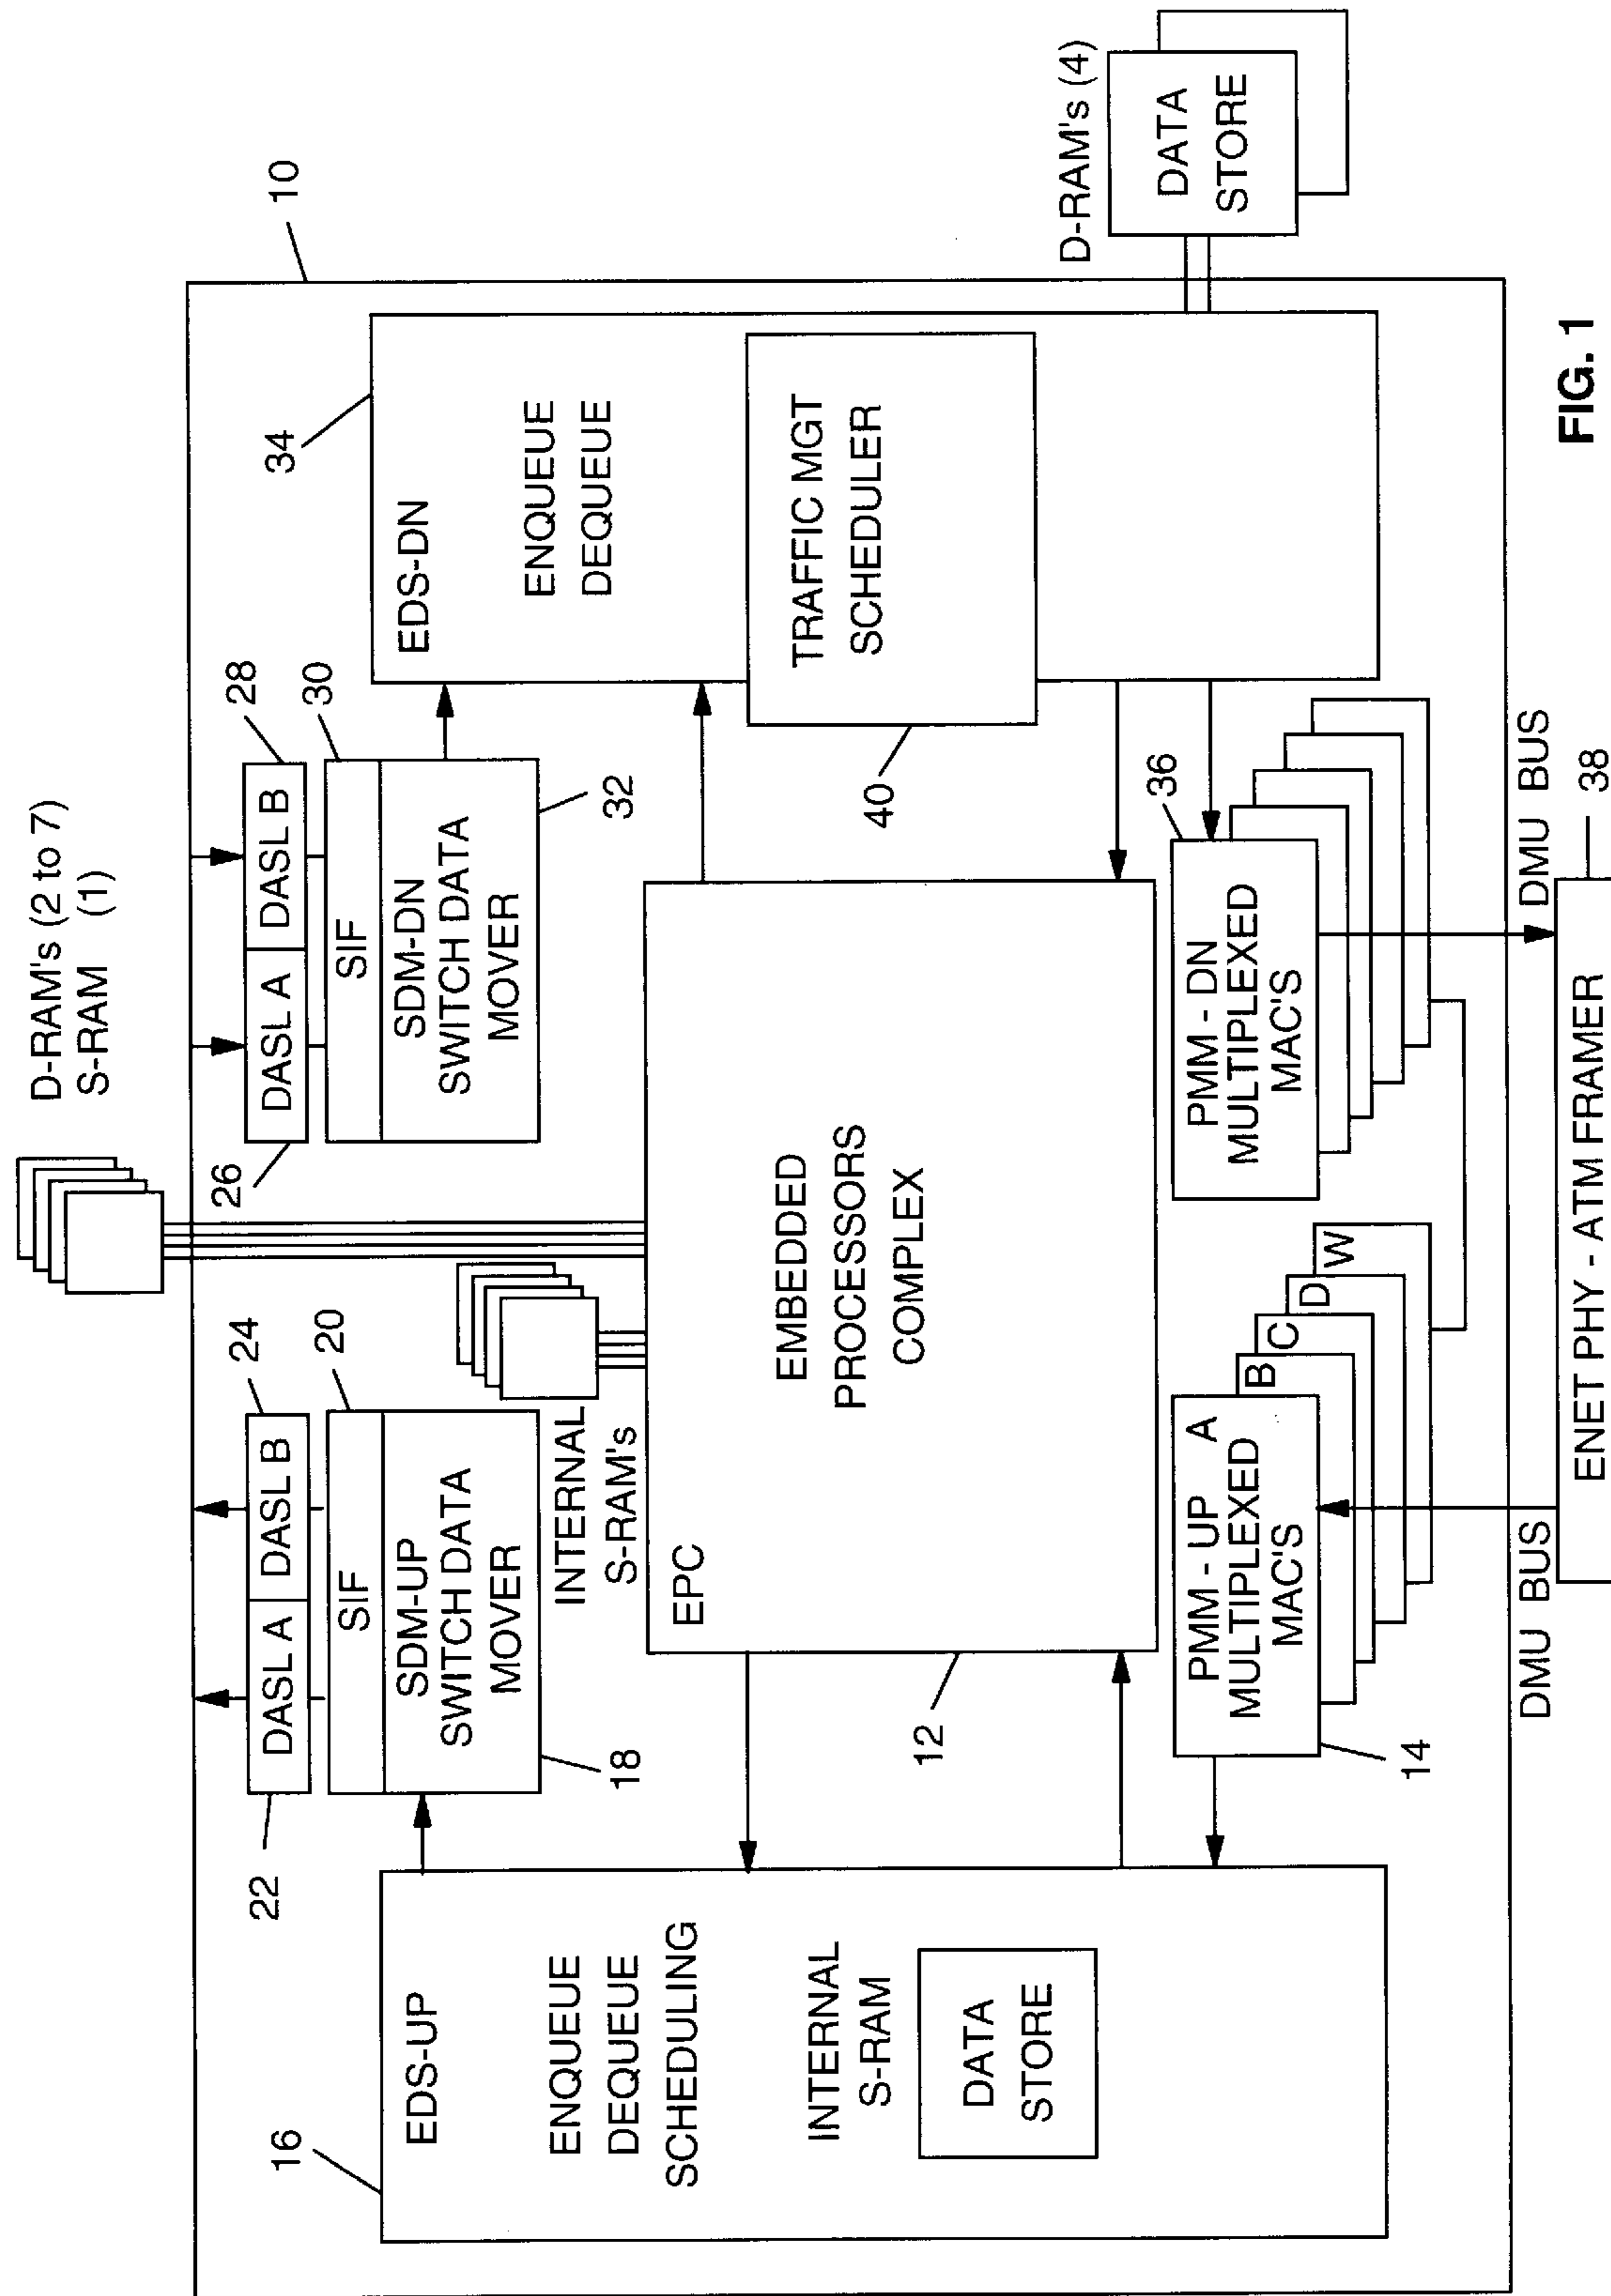 D-RAM's (2 to 7)
S-RAM (1)
10
22
DASL A
DASL B
24
SIF
20
SDM-UP
SWITCH DATA
MOVER
18
INTERNAL
S-RAM's
26
DASL A
DASL B
28
SIF
30
SDM-DN
SWITCH DATA
MOVER
32
16
EDS-UP
ENQUEUE
DEQUEUE
SCHEDULING
INTERNAL
S-RAM
DATA
STORE
EPC
EMBEDDED
PROCESSORS
COMPLEX
12
34
EDS-DN
ENQUEUE
DEQUEUE
TRAFFIC MGT
SCHEDULER
40
D-RAM's (4)
DATA
STORE
PMM - UP A
MULTIPLEXED
MAC'S
B
C
D
W
14
PMM - DN
MULTIPLEXED
MAC'S
36
DMU BUS
DMU BUS
ENET PHY - ATM FRAMER
38
FIG. 1